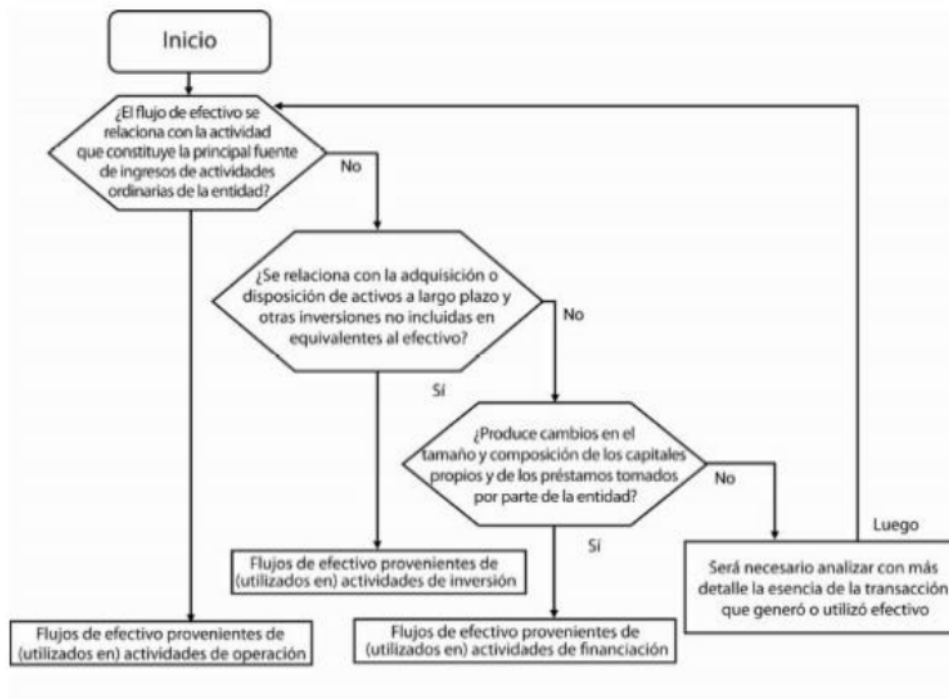 Inicio
¿El flujo de efectivo se
relaciona con la actividad
que constituye la principal fuente
de ingresos de actividades
ordinarias de la entidad?
No
¿Se relaciona con la adquisición o
disposición de activos a largo plazo y
otras inversiones no incluidas en
equivalentes al efectivo?
No
Sí
¿Produce cambios en el
tamaño y composición de los capitales
propios y de los préstamos tomados
por parte de la entidad?
No
Sí
Luego
Flujos de efectivo provenientes de
(utilizados en) actividades de inversión
Será necesario analizar con más
detalle la esencia de la transacción
que generó o utilizó efectivo
Flujos de efectivo provenientes de
(utilizados en) actividades de operación
Flujos de efectivo provenientes de
(utilizados en) actividades de financiación